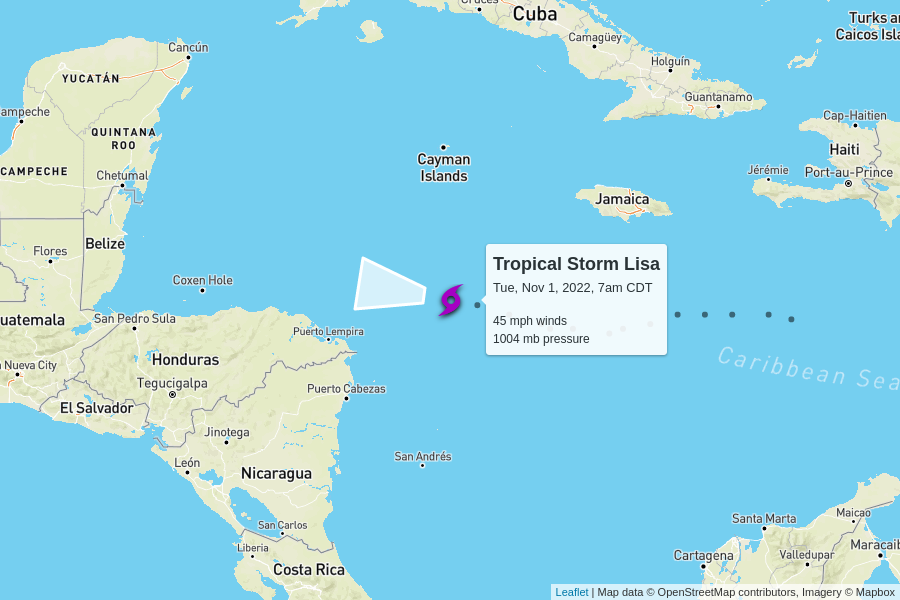 Cuba
Turks an
Caicos Isla
Camagüey
Cancún
Holguín
YUCATÁN
Guantanamo
ampeche
Cap-Haitien
QUINTANA
ROO
Haiti
Cayman
Islands
CAMPECHE
Chetumal
Jérémie
Port-au-Prince
Jamaica
Belize
Flores
Tropical Storm Lisa
Coxen Hole
Tue, Nov 1, 2022, 7am CDT
uatemala
San Pedro Sula
45 mph winds
Puerto Lempira
1004 mb pressure
Honduras
Nueva City
Caribbean Sea
Tegucigalpa
Puerto Cabezas
El Salvador
Jinotega
San Andrés
León
Nicaragua
Maicao
Santa Marta
San Carlos
Liberia
Maracaib
Cartagena
Valledupar
Costa Rica
Leaflet | Map data © OpenStreetMap contributors, Imagery © Mapbox